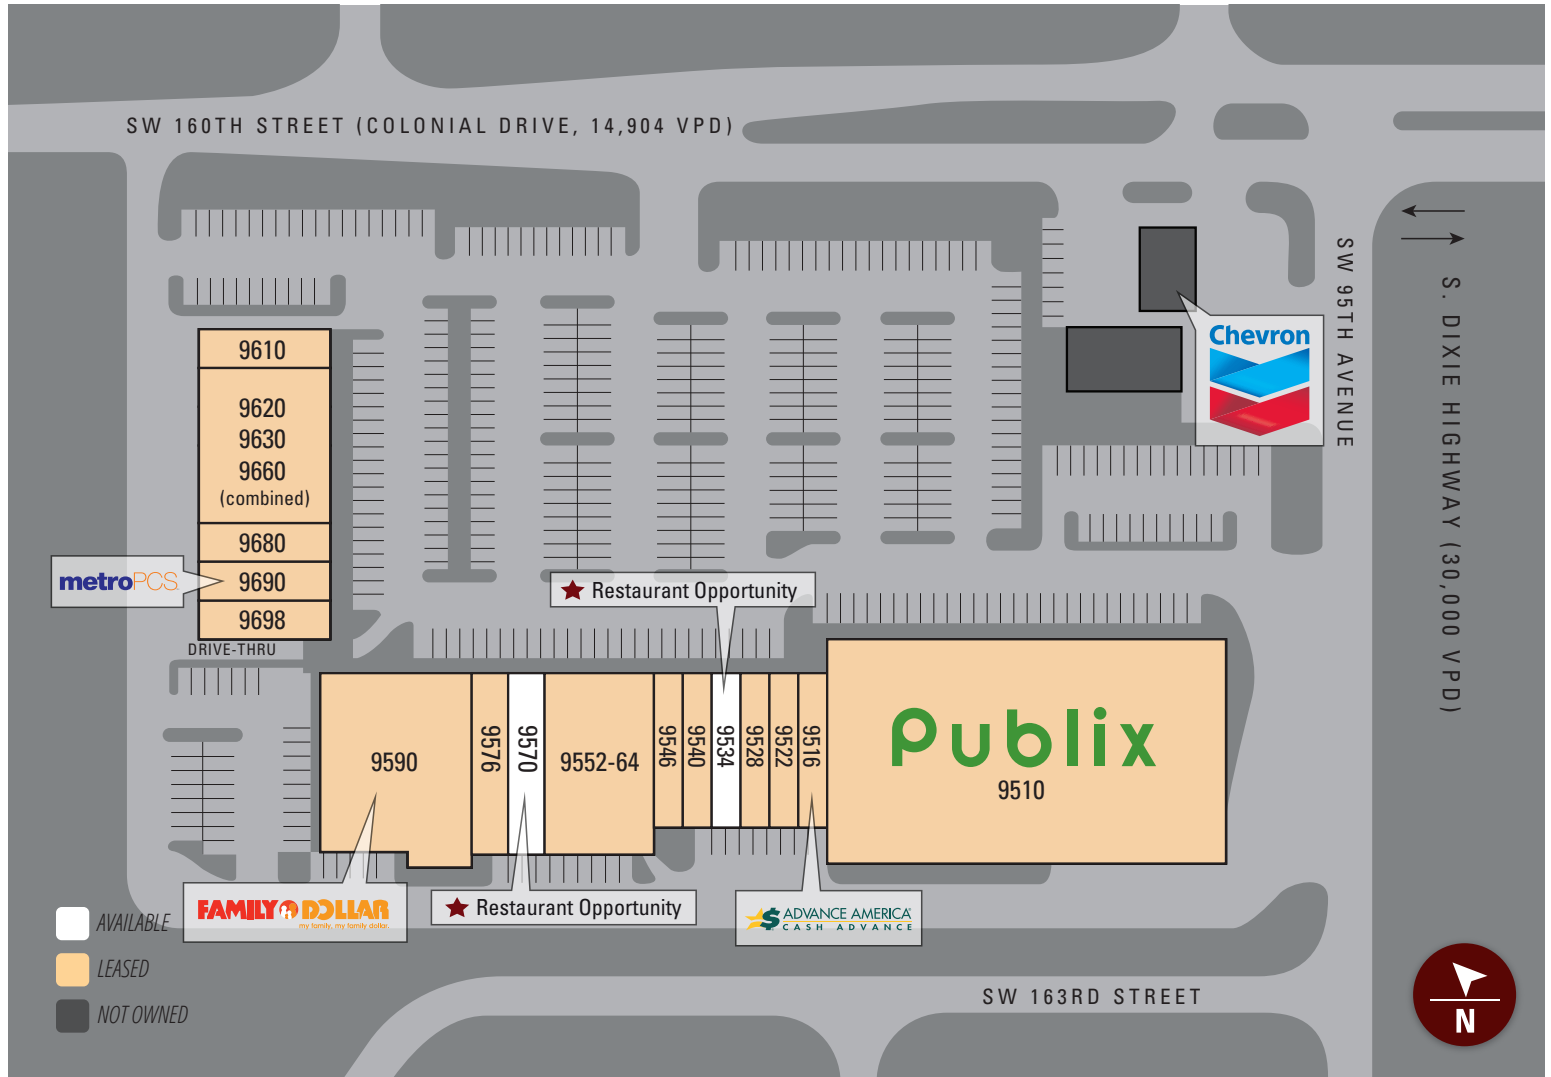 SW 160TH STREET (COLONIAL DRIVE, 14,904 VPD)
SW 95TH AVENUE
S. DIXIE HIGHWAY (30,000 VPD)
Chevron
9610
9620
9630
9660
(combined)
9680
metroPCS.
9690
9698
DRIVE-THRU
Restaurant Opportunity
9590
9576
9570
9552-64
9546
9540
9534
9528
9522
9516
Publix
9510
FAMILY DOLLAR
my family, my family dollar.
Restaurant Opportunity
$ ADVANCE AMERICA
CASH ADVANCE
AVAILABLE
LEASED
NOT OWNED
SW 163RD STREET
N